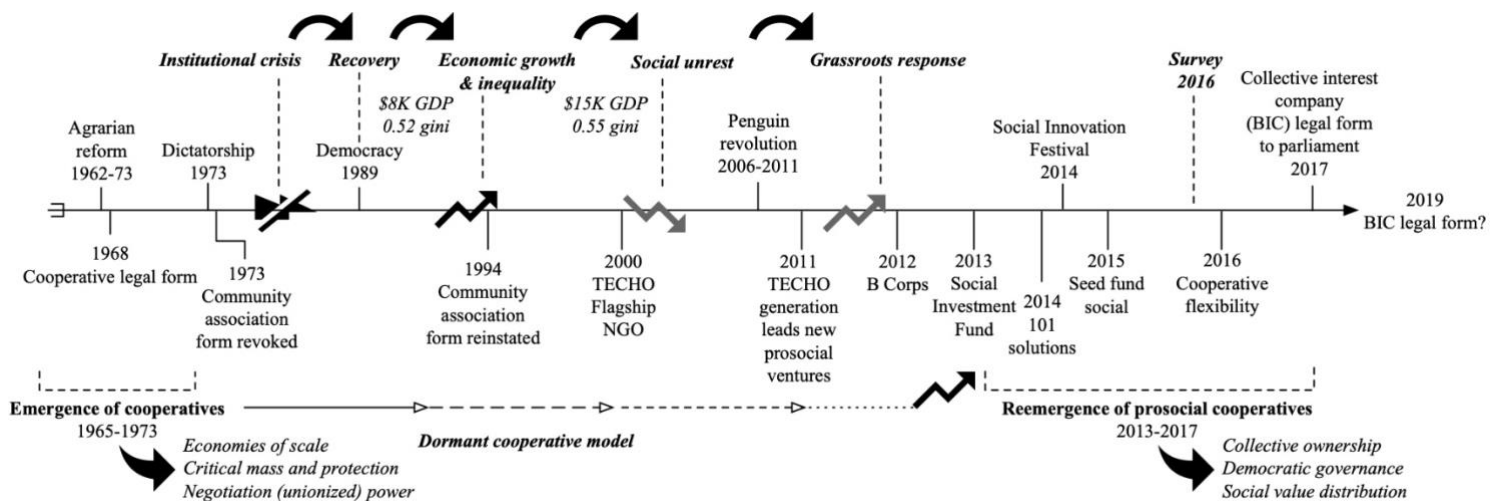 Institutional crisis
Recovery
Economic growth
& inequality
Social unrest
Grassroots response
Survey
2016
$8K GDP
0.52 gini
$15K GDP
0.55 gini
Agrarian
reform
1962-73
Dictatorship
1973
Democracy
1989
Penguin
revolution
2006-2011
Social Innovation
Festival
2014
Collective interest
company
(BIC) legal form
to parliament
2017
2019
BIC legal form?
1968
Cooperative legal form
1973
Community
association
form revoked
1994
Community
association
form reinstated
2000
TECHO
Flagship
NGO
2011
TECHO
generation
leads new
prosocial
ventures
2012
B Corps
2013
Social
Investment
Fund
2014
101
solutions
2015
Seed fund
social
2016
Cooperative
flexibility
Emergence of cooperatives
1965-1973
Economies of scale
Critical mass and protection
Negotiation (unionized) power
Dormant cooperative model
Reemergence of prosocial cooperatives
2013-2017
Collective ownership
Democratic governance
Social value distribution